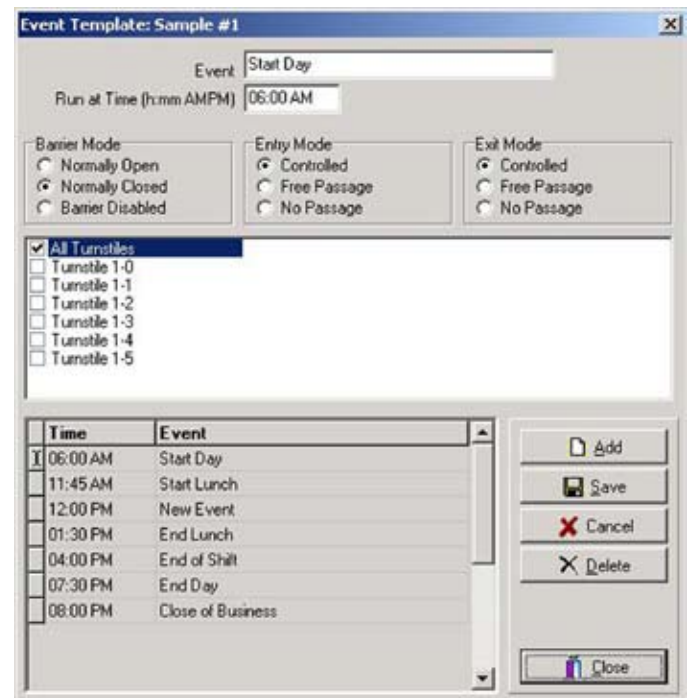 Event Template: Sample #1
Event Start Day
Run at Time (h:mm AMPM) 06:00 AM
Barrier Mode Entry Mode Exit Mode
Normally Open Controlled Controlled
Normally Closed Free Passage Free Passage
Barrier Disabled No Passage No Passage
All Turnstiles
Turnstile 1-0
Turnstile 1-1
Turnstile 1-2
Turnstile 1-3
Turnstile 1-4
Turnstile 1-5
Time Event
06:00 AM Start Day
11:45 AM Start Lunch
12:00 PM New Event
01:30 PM End Lunch
04:00 PM End of Shift
07:30 PM End Day
08:00 PM Close of Business
Add
Save
Cancel
Delete
Close